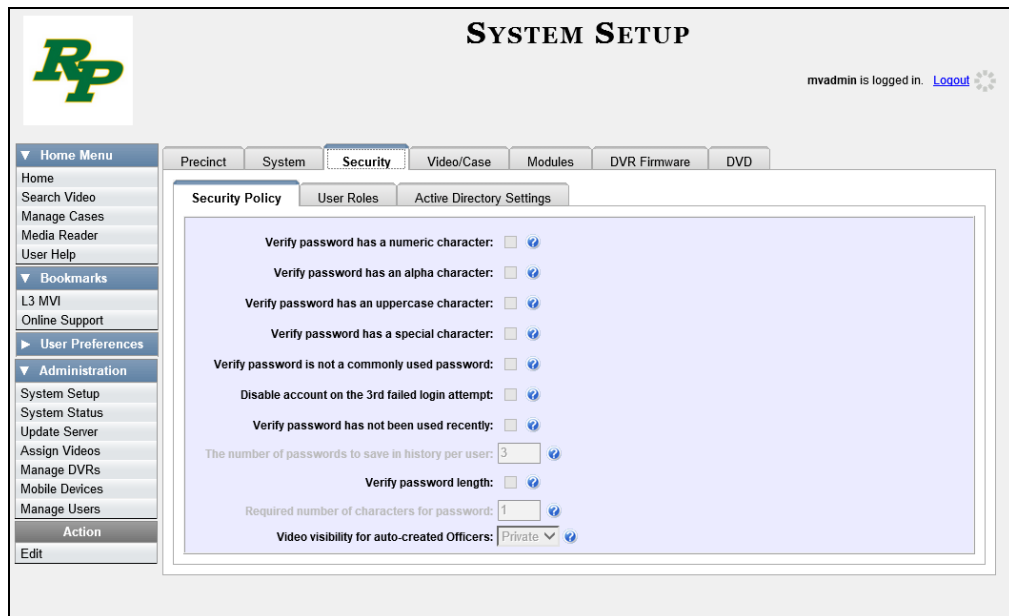 RP
SYSTEM SETUP
mvadmin is logged in. Logout
Home Menu
Home
Search Video
Manage Cases
Media Reader
User Help
Bookmarks
L3 MVI
Online Support
User Preferences
Administration
System Setup
System Status
Update Server
Assign Videos
Manage DVRs
Mobile Devices
Manage Users
Action
Edit
Precinct System Security Video/Case Modules DVR Firmware DVD
Security Policy User Roles Active Directory Settings
Verify password has a numeric character: ?
Verify password has an alpha character: ?
Verify password has an uppercase character: ?
Verify password has a special character: ?
Verify password is not a commonly used password: ?
Disable account on the 3rd failed login attempt: ?
Verify password has not been used recently: ?
The number of passwords to save in history per user: 3 ?
Verify password length: ?
Required number of characters for password: 1 ?
Video visibility for auto-created Officers: Private ?